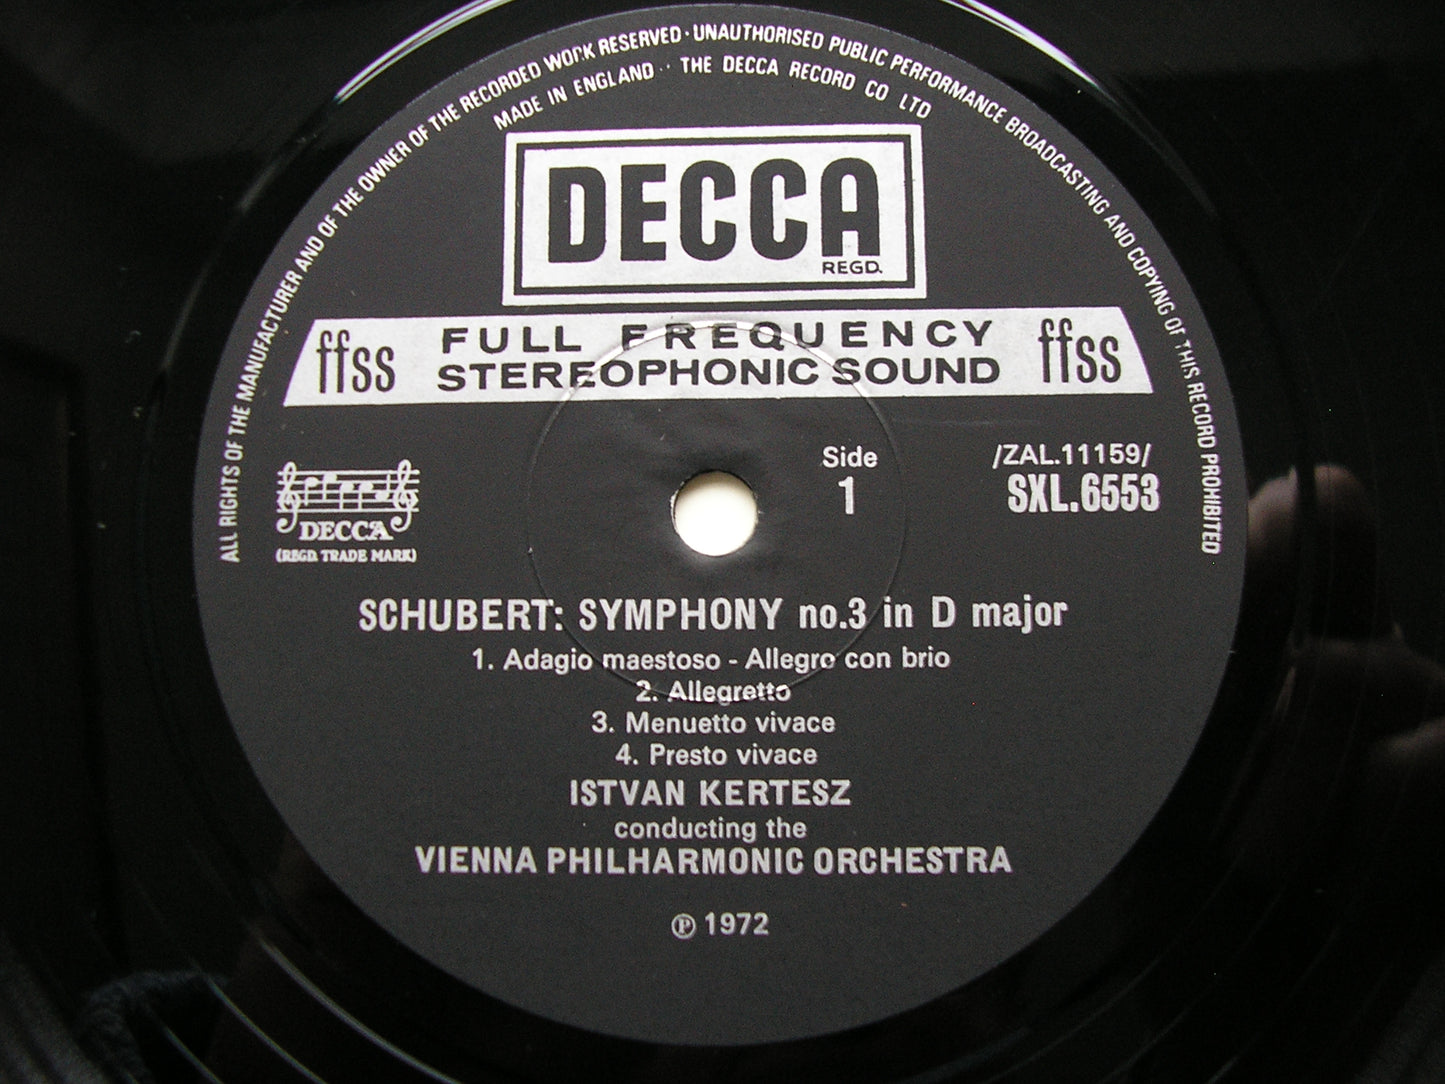 ALL RIGHTS OF THE MANUFACTURER AND OF THE OWNER OF THE RECORDED WORK RESERVED · UNAUTHORISED PUBLIC PERFORMANCE BROADCASTING AND COPYING OF THIS RECORD PROHIBITED
MADE IN ENGLAND · THE DECCA RECORD CO LTD
DECCA
REGD.
ffss FULL FREQUENCY ffss
STEREOPHONIC SOUND
Side
1
/ZAL.11159/
SXL.6553
DECCA
(REGD. TRADE MARK)
SCHUBERT: SYMPHONY no.3 in D major
1. Adagio maestoso - Allegro con brio
2. Allegretto
3. Menuetto vivace
4. Presto vivace
ISTVAN KERTESZ
conducting the
VIENNA PHILHARMONIC ORCHESTRA
℗ 1972